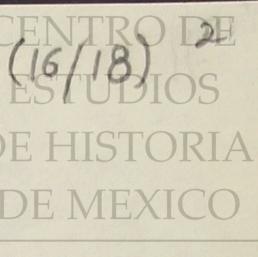 CENTRO DE
(16/18) 2
ESTUDIOS
DE HISTORIA
DE MEXICO